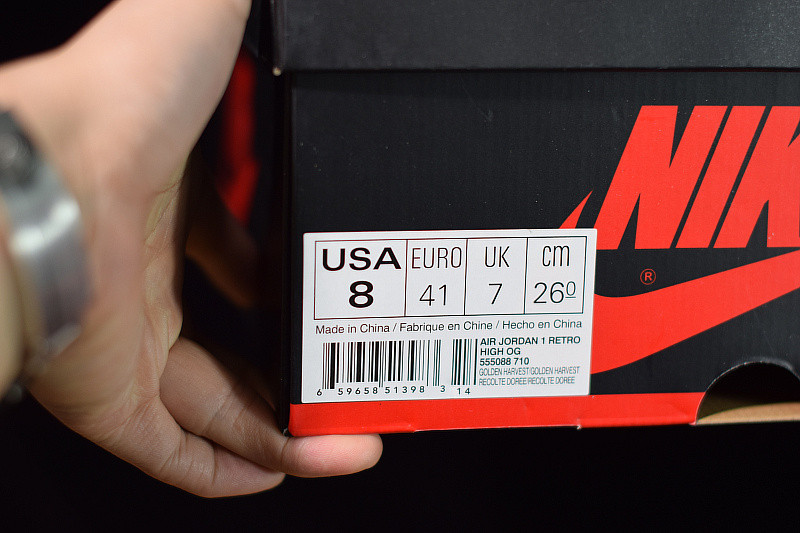 NIK
®
USA EURO UK cm
8 41 7 260
Made in China / Fabrique en Chine / Hecho en China
AIR JORDAN 1 RETRO
HIGH OG
555088 710
GOLDEN HARVEST/GOLDEN HARVEST
RECOLTE DOREE/RECOLTE DOREE
6 59658 51398 3 14